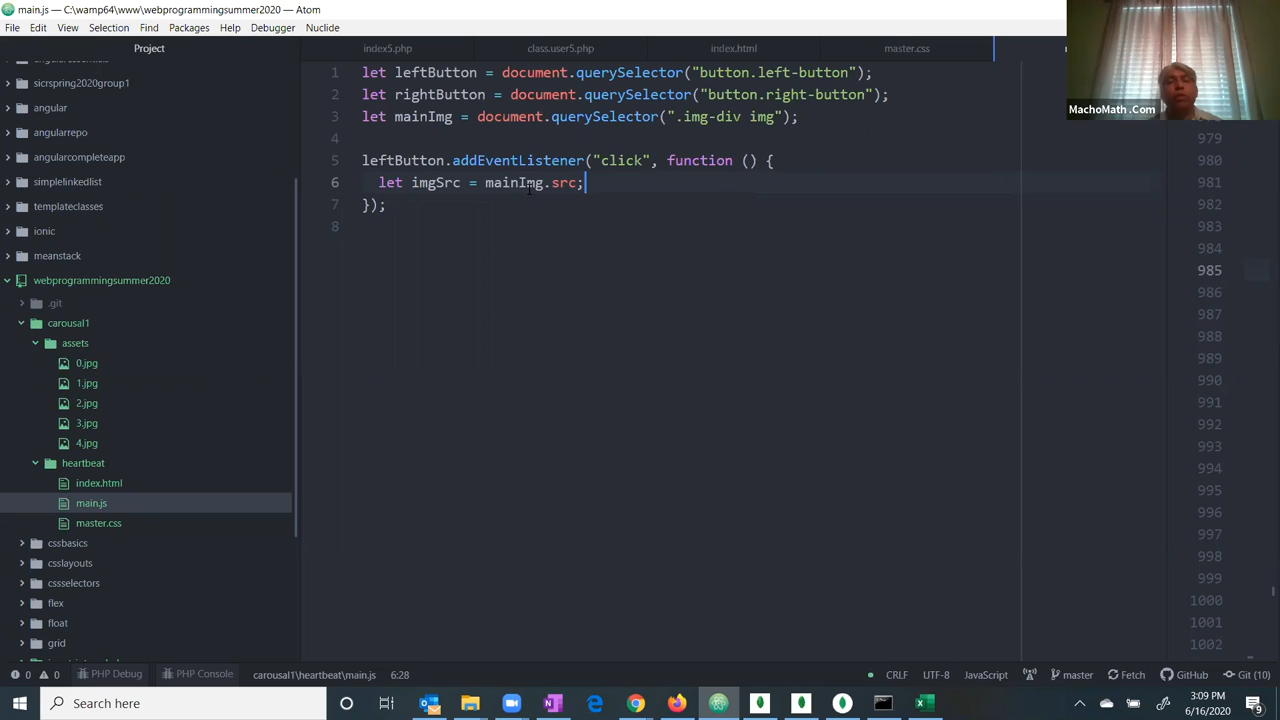 main.js — C:\wamp64\www\webprogrammingsummer2020 — Atom
File Edit View Selection Find Packages Help Debugger Nuclide
Project
index5.php class.user5.php index.html master.css
angular
sicrspring2020group1
angularrepo
angularcompleteapp
simplelinkedlist
templateclasses
ionic
meanstack
webprogrammingsummer2020
.git
carousal1
assets
0.jpg
1.jpg
2.jpg
3.jpg
4.jpg
heartbeat
index.html
main.js
master.css
cssbasics
csslayouts
cssselectors
flex
float
grid
1 let leftButton = document.querySelector("button.left-button");
2 let rightButton = document.querySelector("button.right-button");
3 let mainImg = document.querySelector(".img-div img");
4
5 leftButton.addEventListener("click", function () {
6 let imgSrc = mainImg.src;
7 });
8
MachoMath .Com
979
980
981
982
983
984
985
986
987
988
989
990
991
992
993
994
995
996
997
998
999
1000
1001
1002
0 0 PHP Debug PHP Console carousal1\heartbeat\main.js 6:28 CRLF UTF-8 JavaScript master Fetch GitHub Git (10)
Search here
3:09 PM
6/16/2020
9